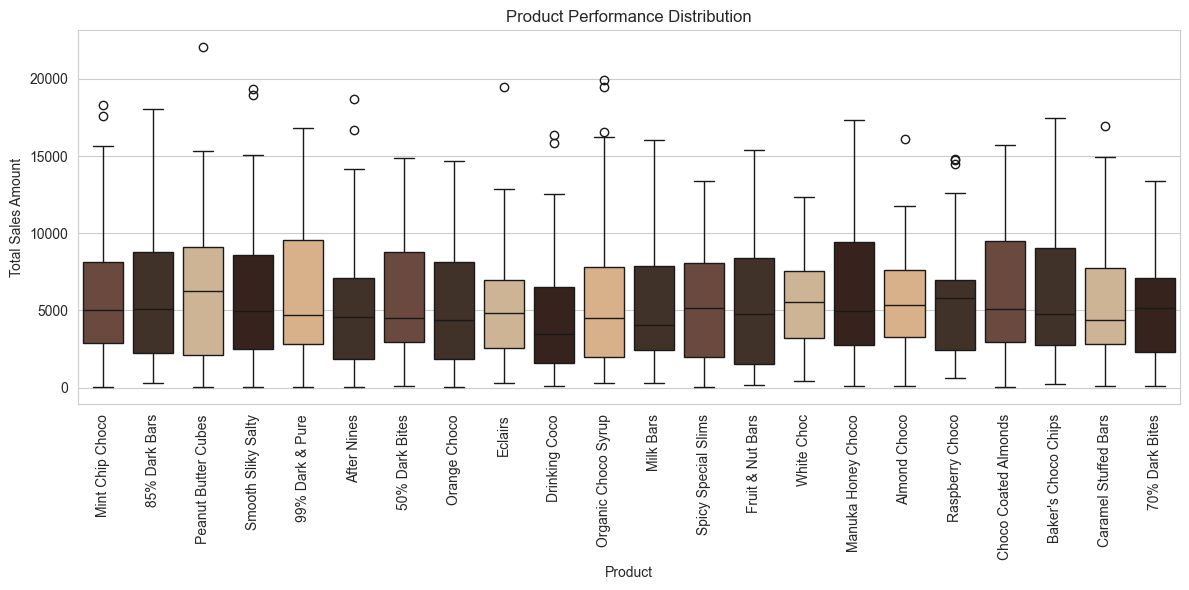 Product Performance Distribution
Total Sales Amount
20000
15000
10000
5000
0
Mint Chip Choco
85% Dark Bars
Peanut Butter Cubes
Smooth Sliky Salty
99% Dark & Pure
After Nines
50% Dark Bites
Orange Choco
Eclairs
Drinking Coco
Organic Choco Syrup
Milk Bars
Spicy Special Slims
Fruit & Nut Bars
White Choc
Manuka Honey Choco
Almond Choco
Raspberry Choco
Choco Coated Almonds
Baker's Choco Chips
Caramel Stuffed Bars
70% Dark Bites
Product